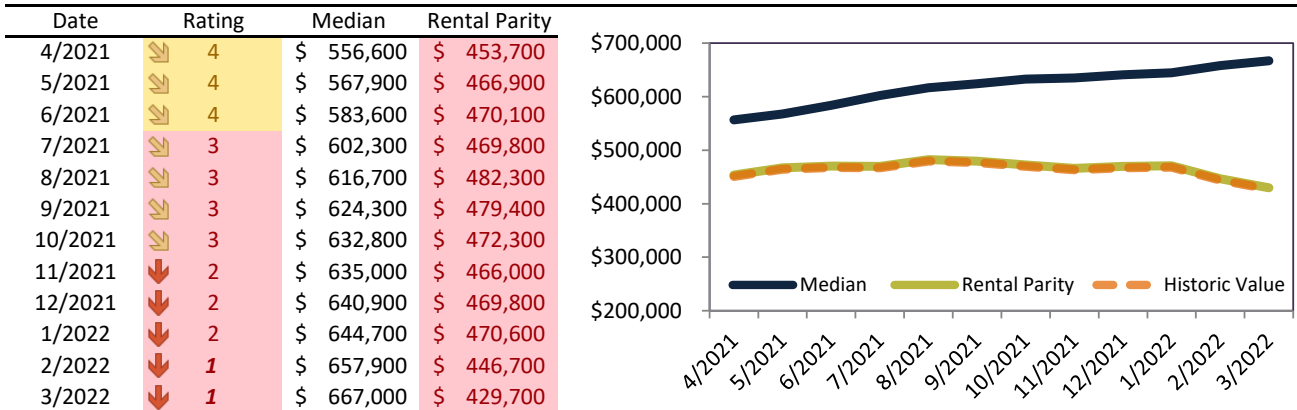 Date Rating Median Rental Parity
4/2021 4 $ 556,600 $ 453,700
5/2021 4 $ 567,900 $ 466,900
6/2021 4 $ 583,600 $ 470,100
7/2021 3 $ 602,300 $ 469,800
8/2021 3 $ 616,700 $ 482,300
9/2021 3 $ 624,300 $ 479,400
10/2021 3 $ 632,800 $ 472,300
11/2021 2 $ 635,000 $ 466,000
12/2021 2 $ 640,900 $ 469,800
1/2022 2 $ 644,700 $ 470,600
2/2022 1 $ 657,900 $ 446,700
3/2022 1 $ 667,000 $ 429,700
$700,000
$600,000
$500,000
$400,000
$300,000
$200,000
Median Rental Parity Historic Value
4/2021 5/2021 6/2021 7/2021 8/2021 9/2021 10/2021 11/2021 12/2021 1/2022 2/2022 3/2022